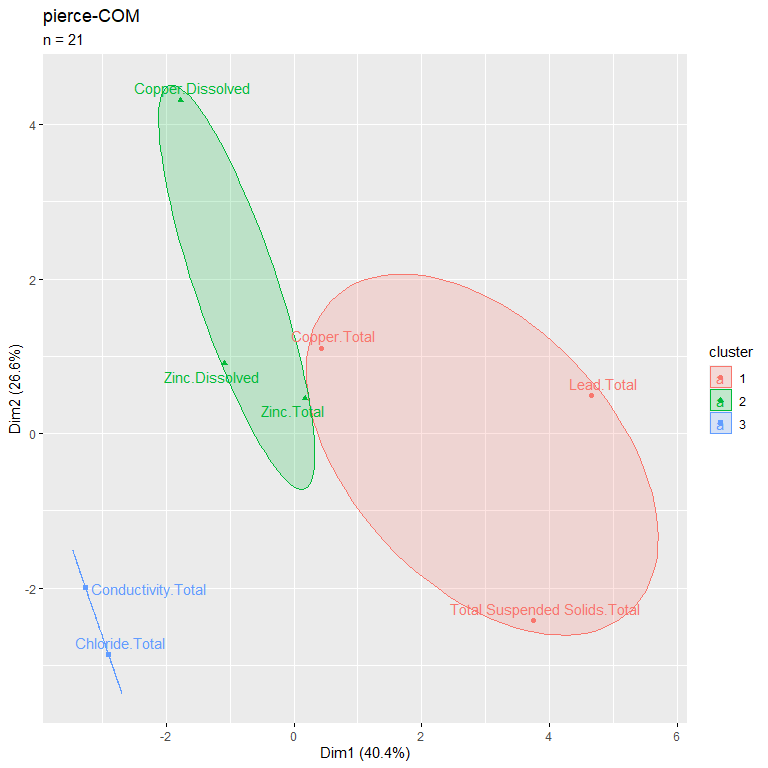 pierce-COM
n = 21
Copper.Dissolved
4
2
Copper.Total
Zinc.Dissolved
Lead.Total
Zinc.Total
0
Dim2 (26.6%)
cluster
a 1
a 2
a 3
-2
Conductivity.Total
Total Suspended Solids.Total
Chloride.Total
-2 0 2 4 6
Dim1 (40.4%)